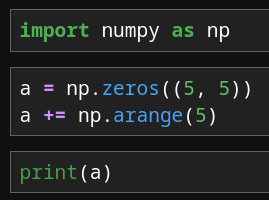 import numpy as np
a = np.zeros((5, 5))
a += np.arange(5)
print(a)